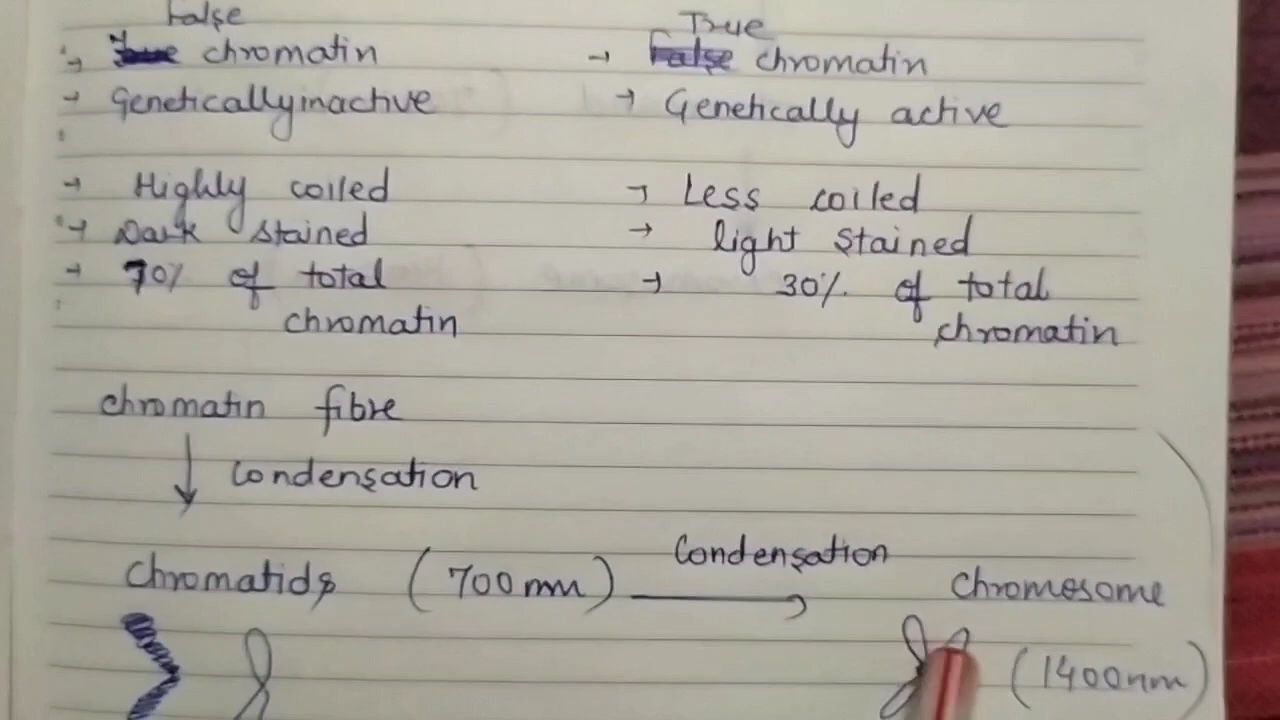 False
True
→ chromatin
→ False chromatin
→ Genetically inactive
→ Genetically active
→ Highly coiled
→ Less coiled
→ Dark stained
→ light stained
→ 70% of total
chromatin
→ 30% of total
chromatin
chromatin fibre
↓ Condensation
Chromatids (700nm)
Condensation
→ Chromosome
(1400nm)